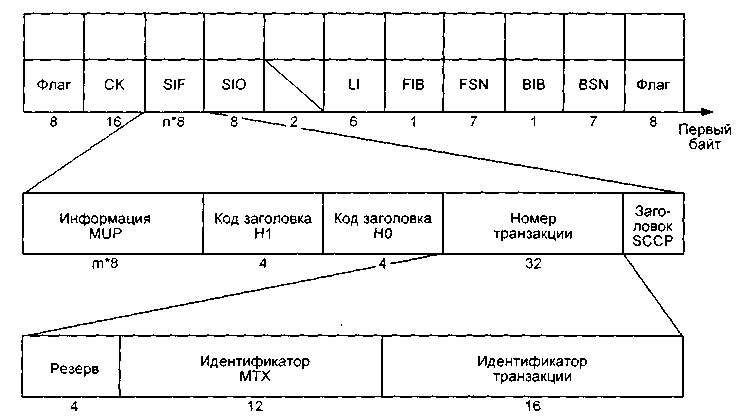 Флаг СК SIF SIO LI FIB FSN BIB BSN Флаг
8 16 n*8 8 2 6 1 7 1 7 8
Первый
байт
Информация
MUP
Код заголовка
H1
Код заголовка
H0
Номер
транзакции
Заго-
ловок
SCCP
m*8 4 4 32
Резерв
Идентификатор
MTX
Идентификатор
транзакции
4 12 16